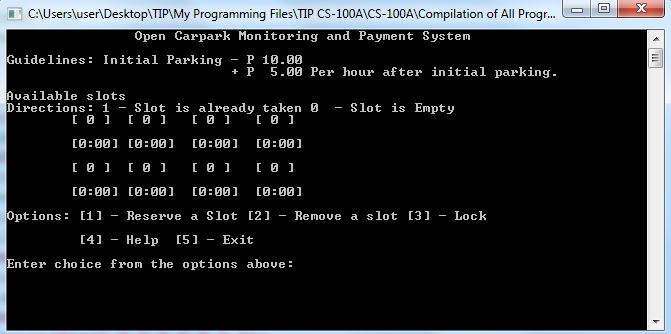 C:\Users\user\Desktop\TIP\My Programming Files\TIP CS-100A\CS-100A\Compilation of All Progr...
Open Carpark Monitoring and Payment System
Guidelines: Initial Parking - P 10.00
+ P  5.00 Per hour after initial parking.
Available slots
Directions: 1 - Slot is already taken 0  - Slot is Empty
[ 0 ]  [ 0 ]   [ 0 ]   [ 0 ]
[0:00] [0:00]  [0:00]  [0:00]
[ 0 ]  [ 0 ]   [ 0 ]   [ 0 ]
[0:00] [0:00]  [0:00]  [0:00]
Options: [1] - Reserve a Slot [2] - Remove a slot [3] - Lock
[4] - Help  [5] - Exit
Enter choice from the options above: